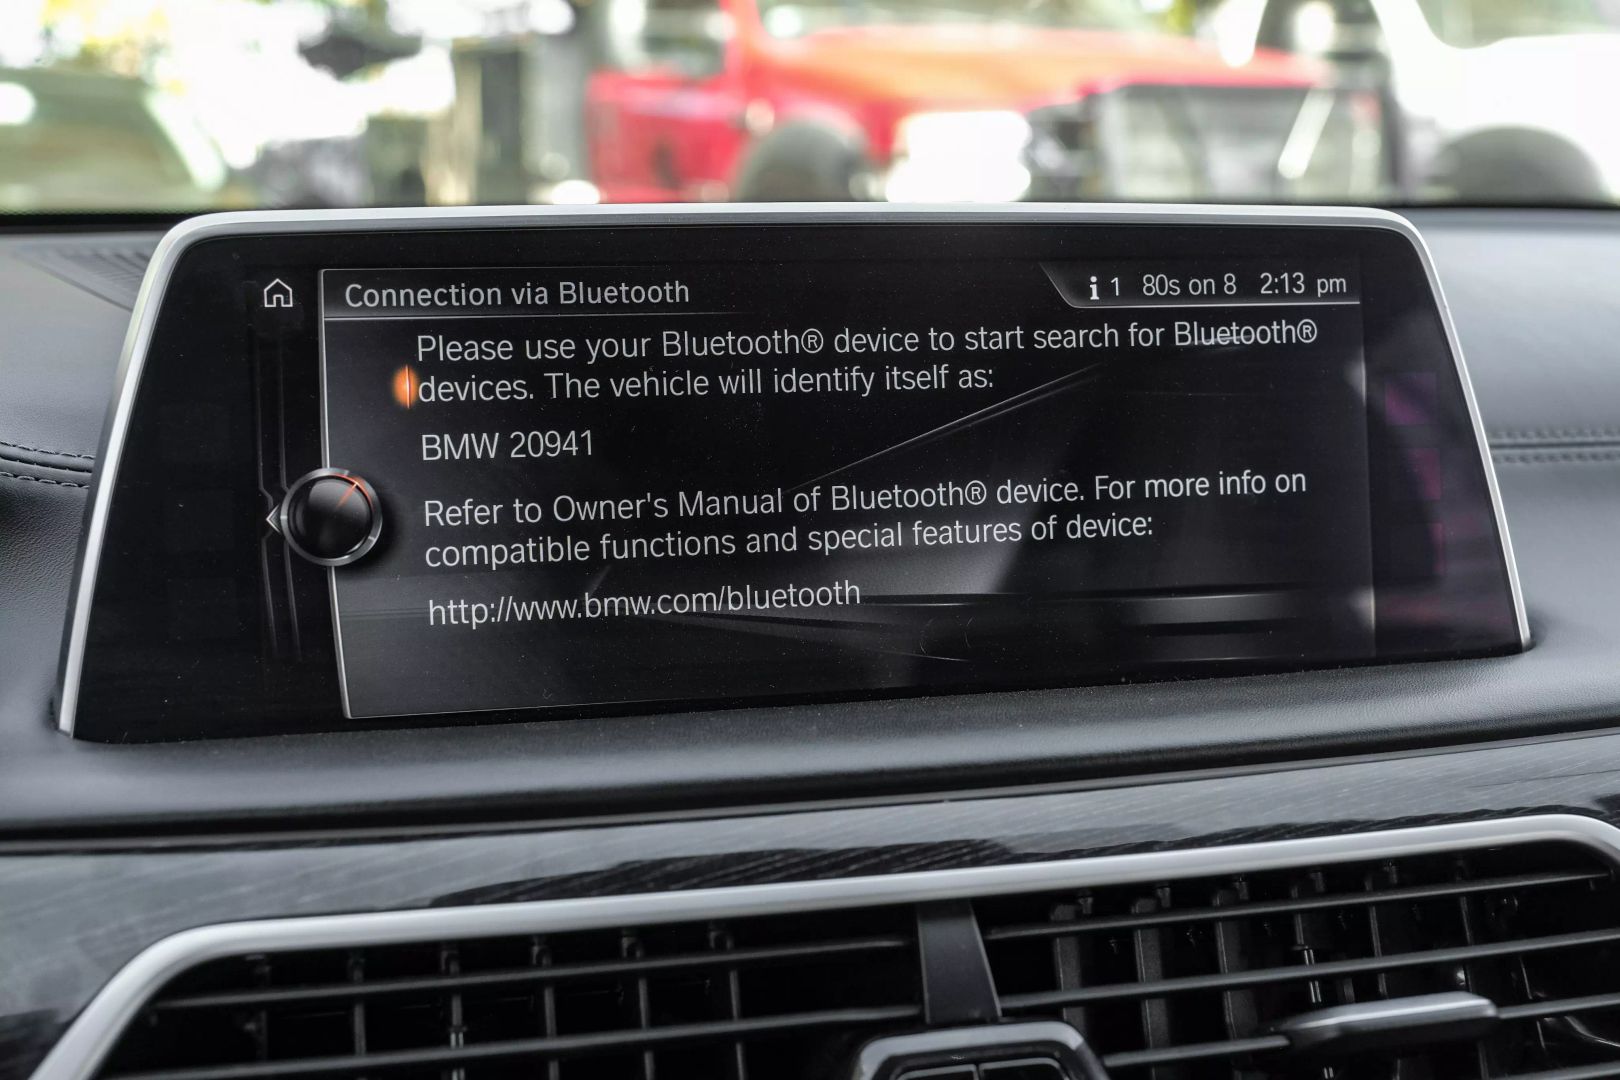 Connection via Bluetooth
i 1 80s on 8 2:13 pm
Please use your Bluetooth® device to start search for Bluetooth®
devices. The vehicle will identify itself as:
BMW 20941
Refer to Owner's Manual of Bluetooth® device. For more info on
compatible functions and special features of device:
http://www.bmw.com/bluetooth